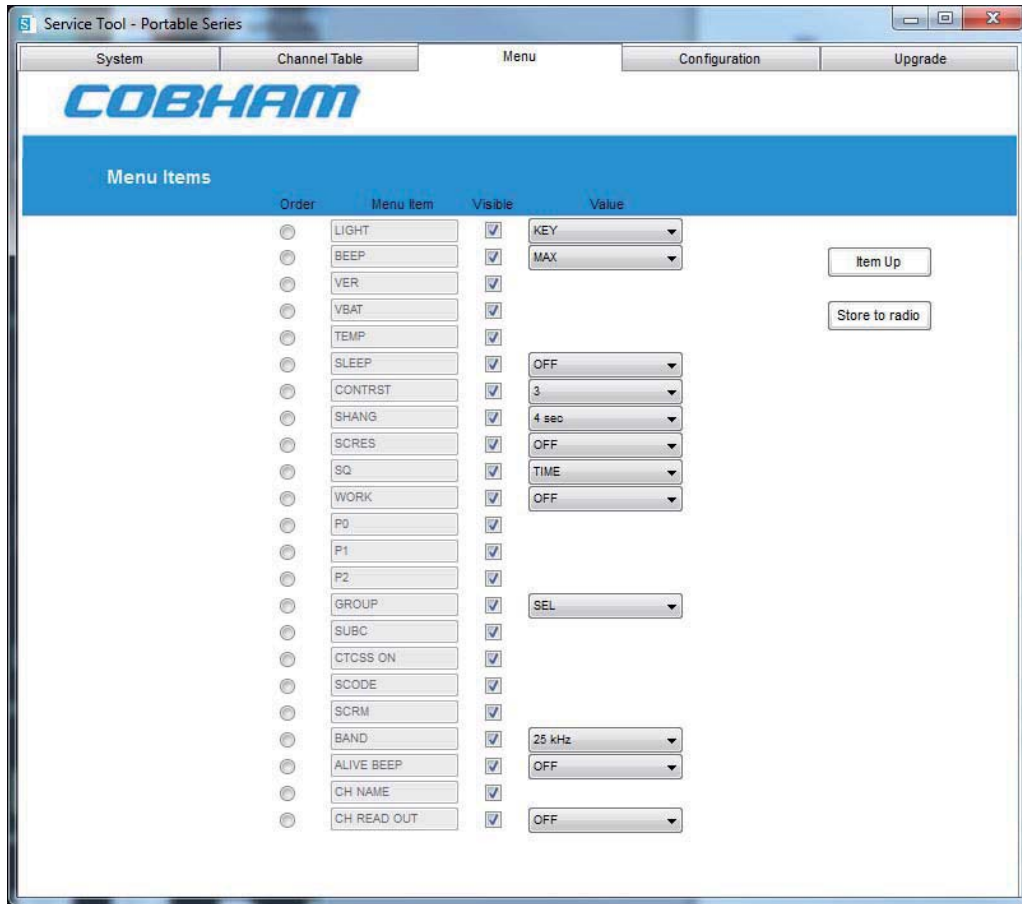 Service Tool - Portable Series
System Channel Table Menu Configuration Upgrade
COBHAM
Menu Items
Order Menu Item Visible Value
LIGHT KEY
BEEP MAX
Item Up
VER
VBAT
Store to radio
TEMP
SLEEP OFF
CONTRST 3
SHANG 4 sec
SCRES OFF
SQ TIME
WORK OFF
P0
P1
P2
GROUP SEL
SUBC
CTCSS ON
SCODE
SCRM
BAND 25 kHz
ALIVE BEEP OFF
CH NAME
CH READ OUT OFF